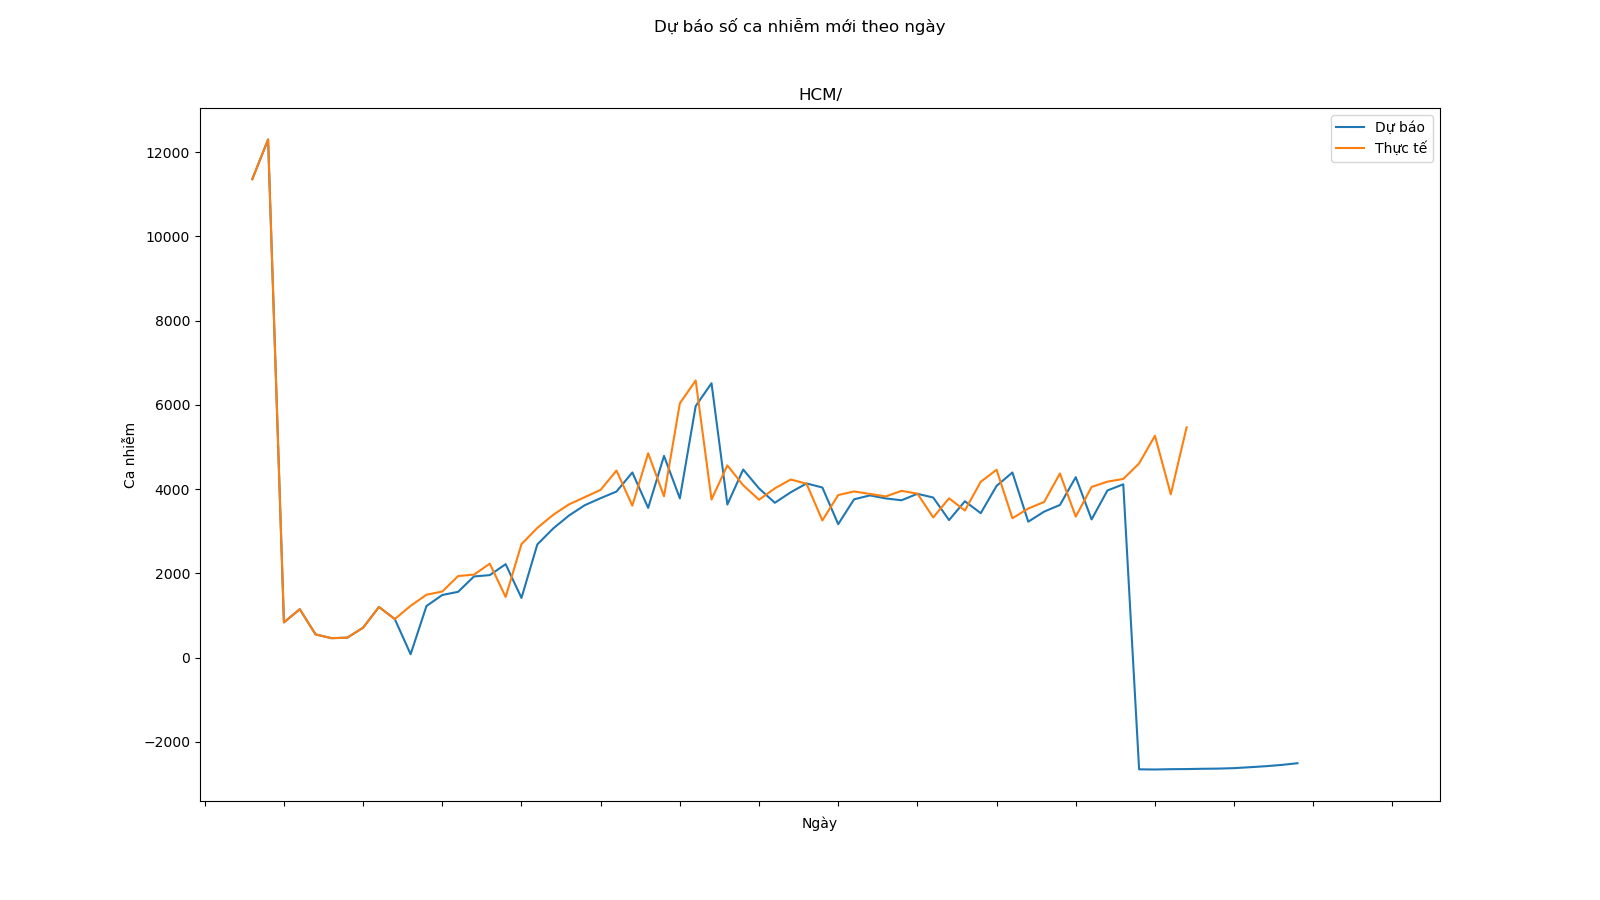 Dự báo số ca nhiễm mới theo ngày
HCM/
Dự báo
Thực tế
12000
10000
8000
6000
4000
2000
0
−2000
Ca nhiễm
Ngày